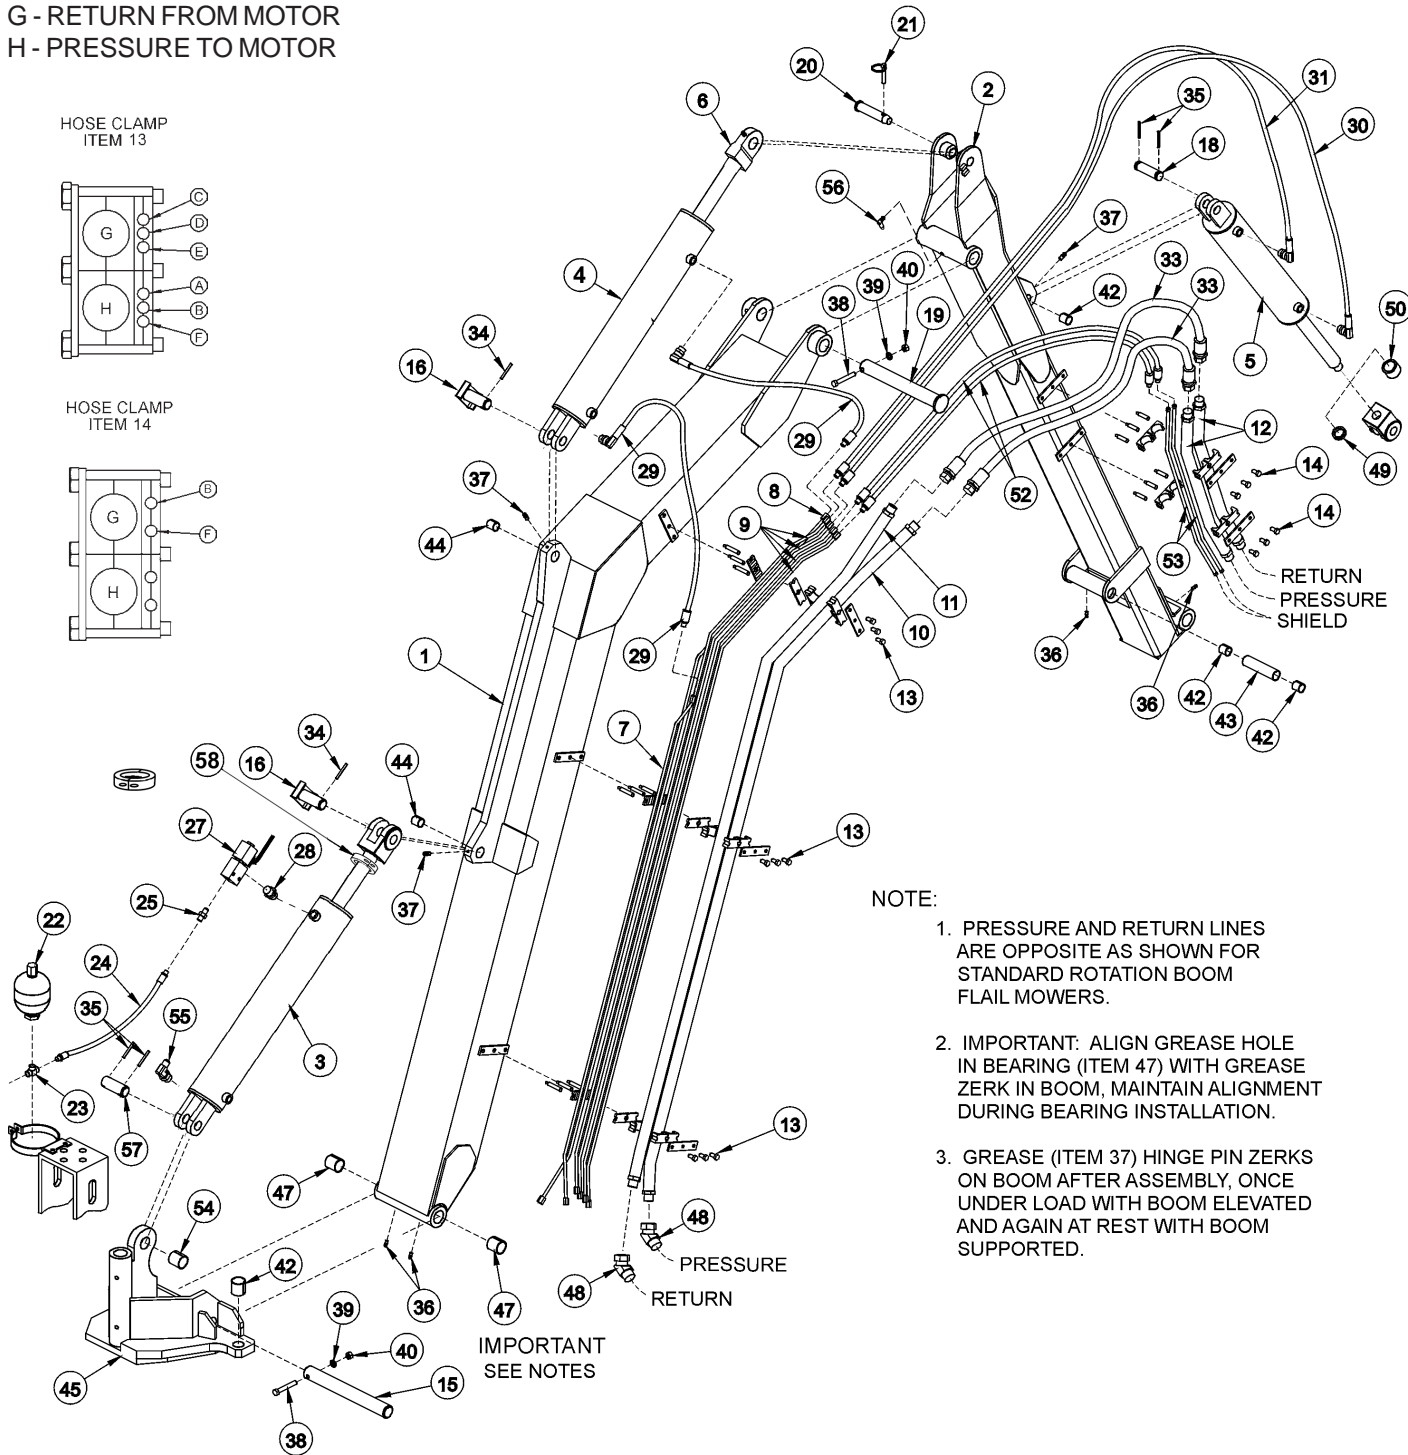 G - RETURN FROM MOTOR
H - PRESSURE TO MOTOR
HOSE CLAMP
ITEM 13
C
G
D
E
A
H
B
F
HOSE CLAMP
ITEM 14
B
G
F
H
21
20
2
6
35
31
30
18
56
37
4
39
40
33
33
42
38
19
5
50
34
16
29
29
12
14
49
37
8
52
44
9
14
53
11
RETURN
PRESSURE
SHIELD
10
1
29
36
13
42
36
43
42
7
34
58
16
44
27
28
13
25
37
22
24
35
55
3
23
57
13
47
54
48
PRESSURE
42
36
47
48
RETURN
39
40
IMPORTANT
SEE NOTES
45
15
38
NOTE:
1. PRESSURE AND RETURN LINES
ARE OPPOSITE AS SHOWN FOR
STANDARD ROTATION BOOM
FLAIL MOWERS.
2. IMPORTANT: ALIGN GREASE HOLE
IN BEARING (ITEM 47) WITH GREASE
ZERK IN BOOM, MAINTAIN ALIGNMENT
DURING BEARING INSTALLATION.
3. GREASE (ITEM 37) HINGE PIN ZERKS
ON BOOM AFTER ASSEMBLY, ONCE
UNDER LOAD WITH BOOM ELEVATED
AND AGAIN AT REST WITH BOOM
SUPPORTED.